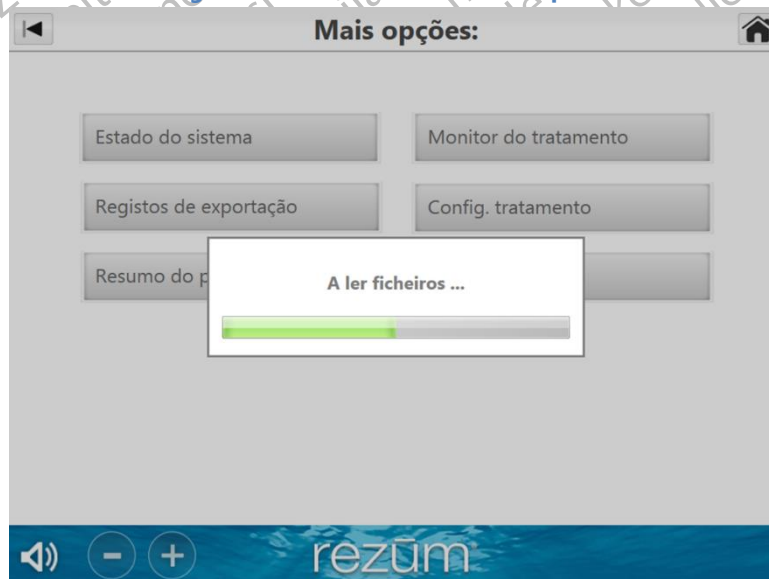 Mais opções:
Estado do sistema
Monitor do tratamento
Registos de exportação
Config. tratamento
Resumo do p
A ler ficheiros ...
rezūm